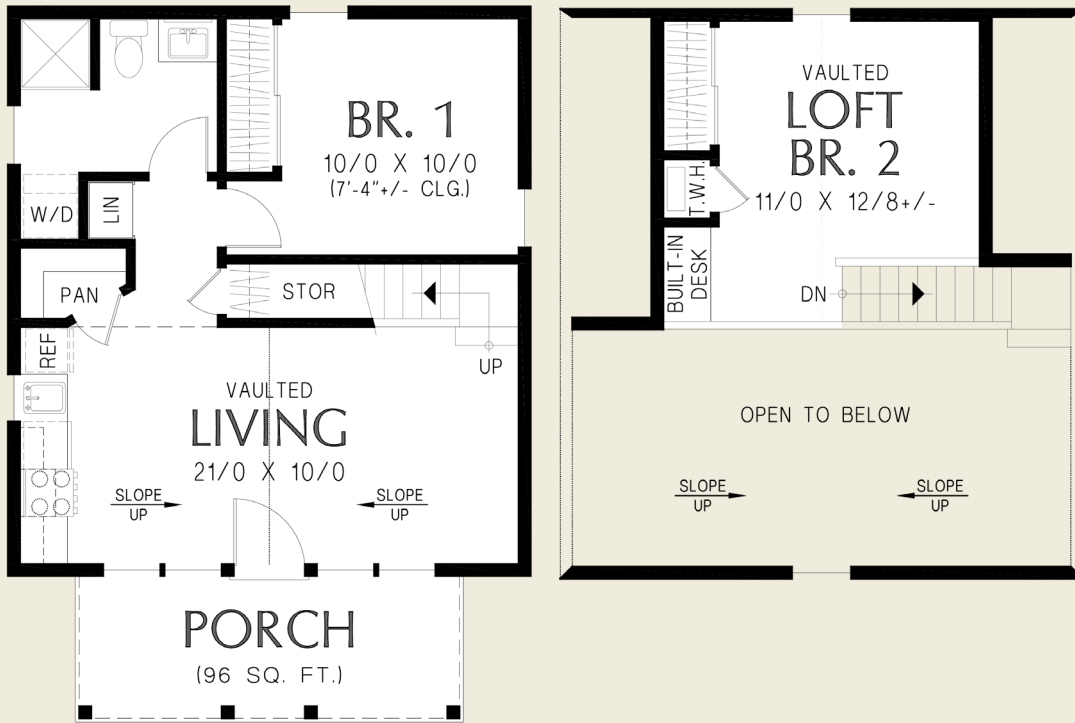 BR. 1
10/0 X 10/0
(7'-4"+/- CLG.)
W/D
LIN
PAN
STOR
REF
UP
VAULTED
LIVING
21/0 X 10/0
SLOPE
UP
SLOPE
UP
PORCH
(96 SQ. FT.)
VAULTED
LOFT
BR. 2
11/0 X 12/8+/-
T.W.H.
BUILT-IN
DESK
DN
OPEN TO BELOW
SLOPE
UP
SLOPE
UP